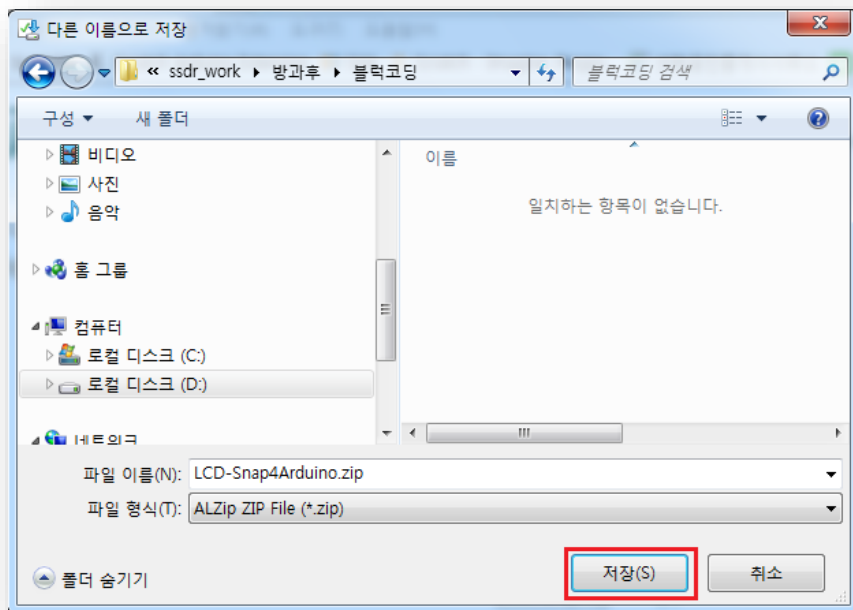 다른 이름으로 저장
« ssdr_work ▸ 방과후 ▸ 블럭코딩
블럭코딩 검색
구성 ▼ 새 폴더
비디오
사진
음악
홈 그룹
컴퓨터
로컬 디스크 (C:)
로컬 디스크 (D:)
네트워크
이름
일치하는 항목이 없습니다.
파일 이름(N): LCD-Snap4Arduino.zip
파일 형식(T): ALZip ZIP File (*.zip)
폴더 숨기기
저장(S) 취소